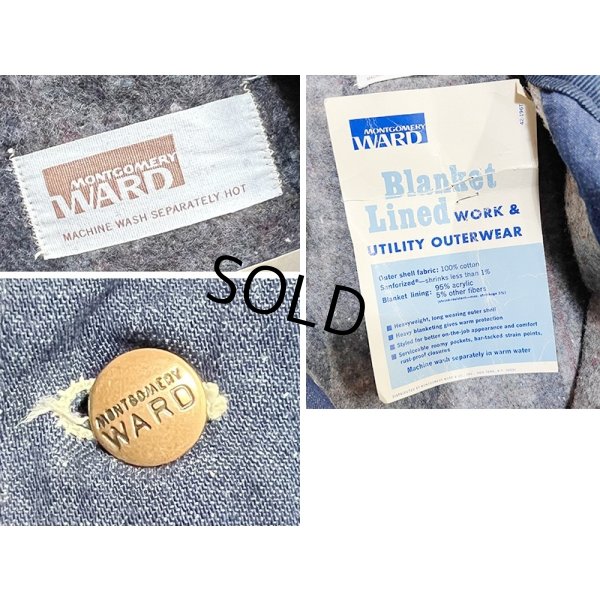 MONTGOMERY
WARD
MACHINE WASH SEPARATELY HOT
MONTGOMERY
WARD
42-1967
Blanket
Lined WORK &
UTILITY OUTERWEAR
Outer shell fabric: 100% cotton
Sanforized®—shrinks less than 1%
Blanket lining: 95% acrylic
5% other fibers
• Heavyweight, long wearing outer shell
• Heavy blanketing gives warm protection
• Styled for better on-the-job appearance and comfort
• Serviceable roomy pockets, bar-tacked strain points,
rust-proof closures
Machine wash separately in warm water
SOLD
MONTGOMERY
WARD